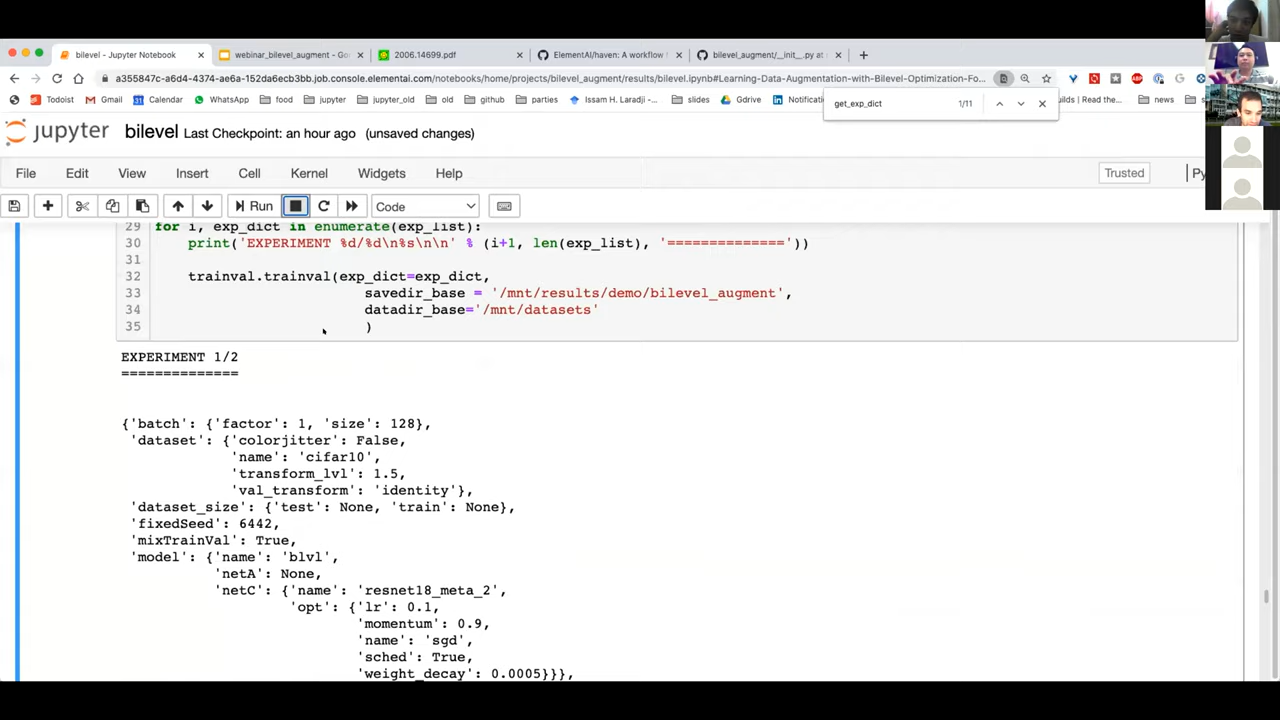 bilevel - Jupyter Notebook
webinar_bilevel_augment - Go
2006.14699.pdf
ElementAI/haven: A workflow f
bilevel_augment/__init__.py at
a355847c-a6d4-4374-ae6a-152da6ecb3bb.job.console.elementai.com/notebooks/home/projects/bilevel_augment/results/bilevel.ipynb#Learning-Data-Augmentation-with-Bilevel-Optimization-Fo...
Todoist Gmail Calendar WhatsApp food jupyter_old old github parties Issam H. Laradji -... slides Gdrive Notificati uilds | Read the... news
get_exp_dict 1/11
jupyter bilevel Last Checkpoint: an hour ago (unsaved changes)
File Edit View Insert Cell Kernel Widgets Help Trusted Py
Run Code
29 for i, exp_dict in enumerate(exp_list):
30 print('EXPERIMENT %d/%d\n%s\n\n' % (i+1, len(exp_list), '=============='))
31
32 trainval.trainval(exp_dict=exp_dict,
33 savedir_base = '/mnt/results/demo/bilevel_augment',
34 datadir_base='/mnt/datasets'
35 )
EXPERIMENT 1/2
==============
{'batch': {'factor': 1, 'size': 128},
'dataset': {'colorjitter': False,
'name': 'cifar10',
'transform_lvl': 1.5,
'val_transform': 'identity'},
'dataset_size': {'test': None, 'train': None},
'fixedSeed': 6442,
'mixTrainVal': True,
'model': {'name': 'blvl',
'netA': None,
'netC': {'name': 'resnet18_meta_2',
'opt': {'lr': 0.1,
'momentum': 0.9,
'name': 'sgd',
'sched': True,
'weight_decay': 0.0005}}},